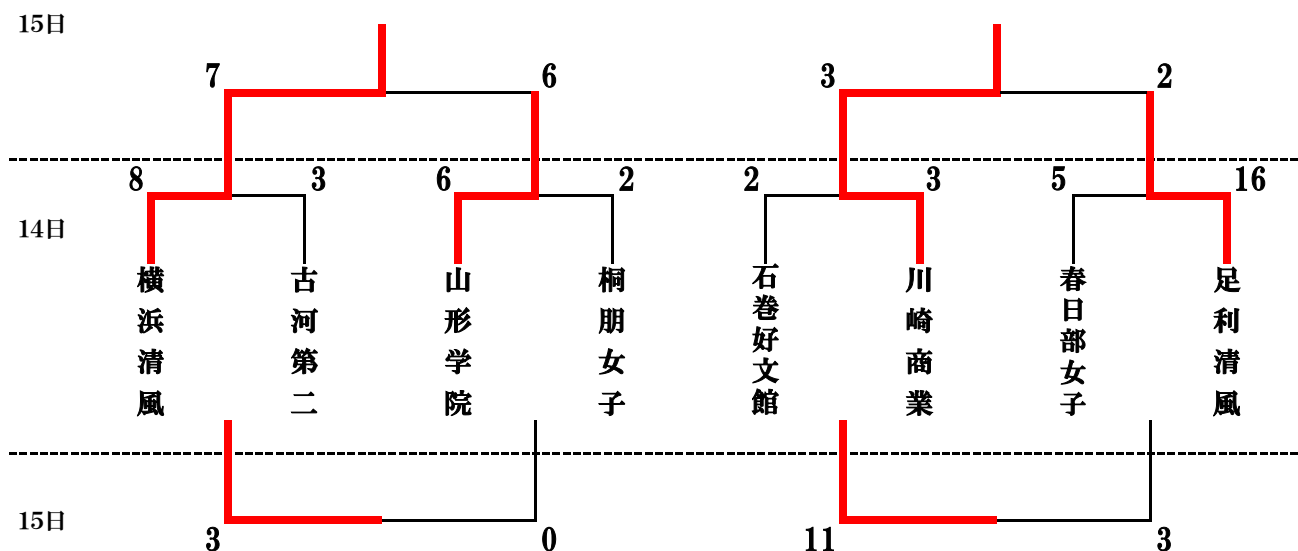 15日
7
6
3
2
8
3
6
2
2
3
5
16
14日
横浜清風
古河第二
山形学院
桐朋女子
石巻好文館
川崎商業
春日部女子
足利清風
15日
3
0
11
3